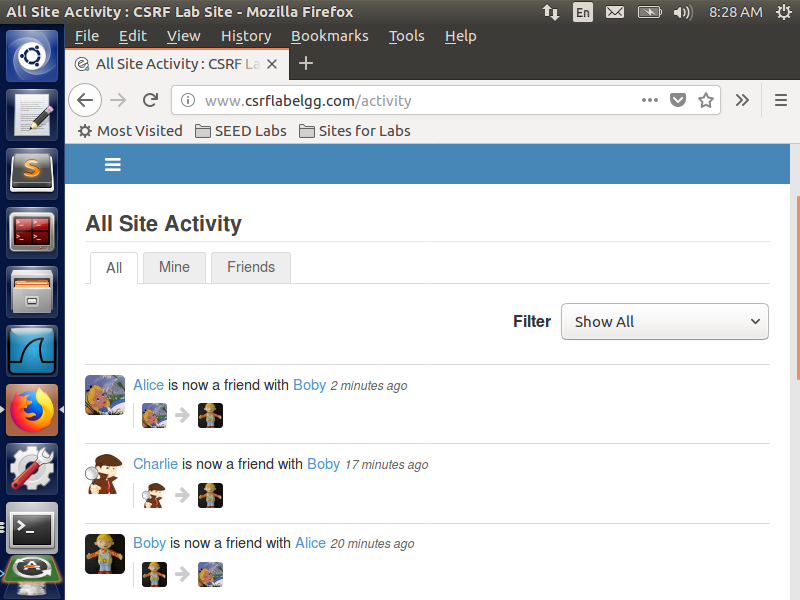 All Site Activity : CSRF Lab Site - Mozilla Firefox
En
8:28 AM
File Edit View History Bookmarks Tools Help
All Site Activity : CSRF La
www.csrflabelgg.com/activity
Most Visited SEED Labs Sites for Labs
All Site Activity
All Mine Friends
Filter Show All
Alice is now a friend with Boby 2 minutes ago
Charlie is now a friend with Boby 17 minutes ago
Boby is now a friend with Alice 20 minutes ago